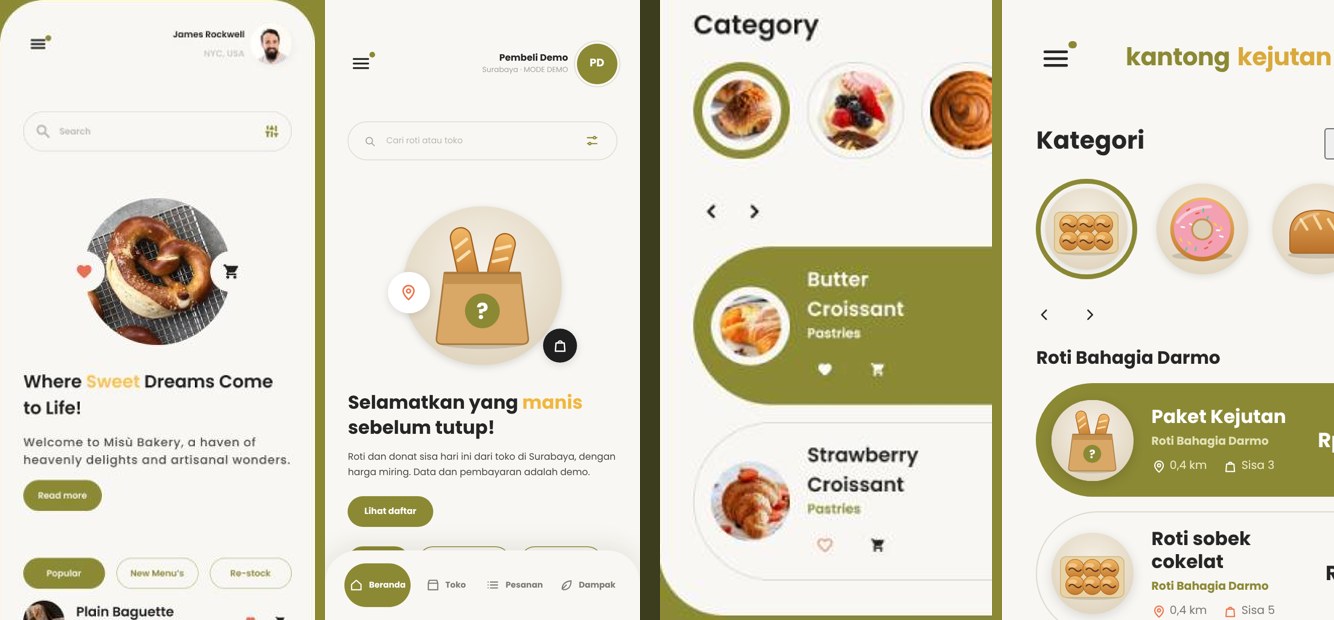 James Rockwell
NYC, USA
Search
Where Sweet Dreams Come
to Life!
Welcome to Misù Bakery, a haven of
heavenly delights and artisanal wonders.
Read more
Popular
New Menu's
Re-stock
Plain Baguette
Pembeli Demo
Surabaya · MODE DEMO
PD
Cari roti atau toko
?
Selamatkan yang manis
sebelum tutup!
Roti dan donat sisa hari ini dari toko di Surabaya, dengan
harga miring. Data dan pembayaran adalah demo.
Lihat daftar
Beranda
Toko
Pesanan
Dampak
Category
Butter
Croissant
Pastries
Strawberry
Croissant
Pastries
kantong kejutan
Kategori
Roti Bahagia Darmo
?
Paket Kejutan
Roti Bahagia Darmo
0,4 km
Sisa 3
Rp
Roti sobek
cokelat
Roti Bahagia Darmo
0,4 km
Sisa 5